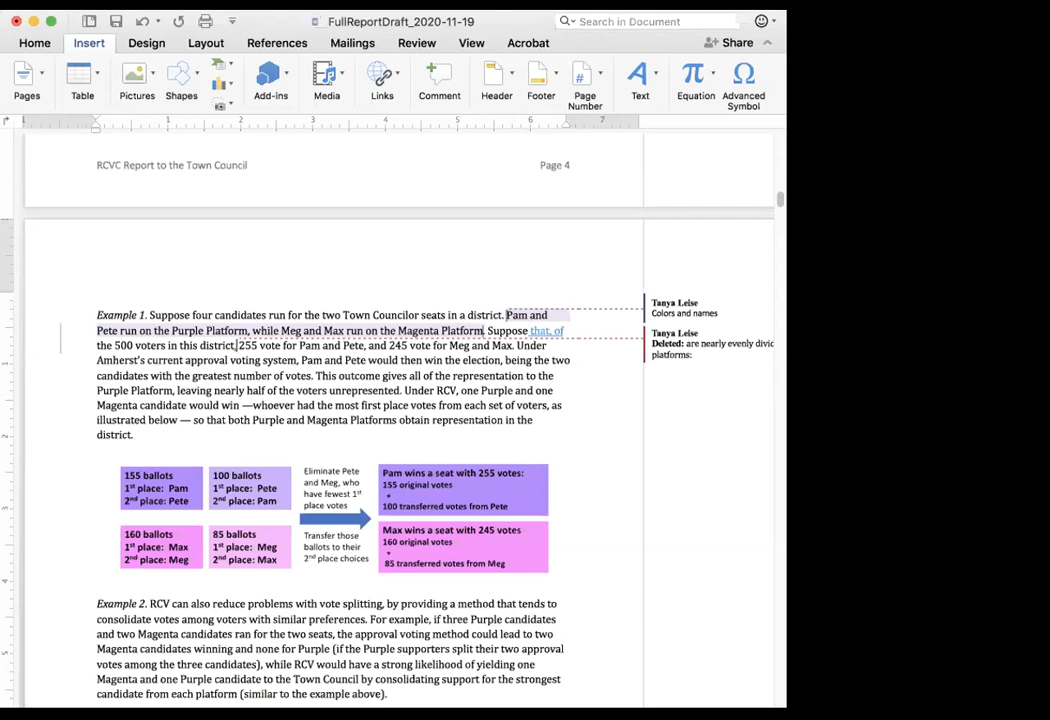 FullReportDraft_2020-11-19
Search in Document
Home Insert Design Layout References Mailings Review View Acrobat Share
Pages Table Pictures Shapes Add-ins Media Links Comment Header Footer Page Number Text Equation Advanced Symbol
1 1 2 3 4 5 6 7
RCVC Report to the Town Council Page 4
Example 1. Suppose four candidates run for the two Town Councilor seats in a district. Pam and
Pete run on the Purple Platform, while Meg and Max run on the Magenta Platform. Suppose that, of
the 500 voters in this district, 255 vote for Pam and Pete, and 245 vote for Meg and Max. Under
Amherst's current approval voting system, Pam and Pete would then win the election, being the two
candidates with the greatest number of votes. This outcome gives all of the representation to the
Purple Platform, leaving nearly half of the voters unrepresented. Under RCV, one Purple and one
Magenta candidate would win —whoever had the most first place votes from each set of voters, as
illustrated below — so that both Purple and Magenta Platforms obtain representation in the
district.
Tanya Leise
Colors and names
Tanya Leise
Deleted: are nearly evenly divid
platforms:
155 ballots
1st place: Pam
2nd place: Pete
100 ballots
1st place: Pete
2nd place: Pam
160 ballots
1st place: Max
2nd place: Meg
85 ballots
1st place: Meg
2nd place: Max
Eliminate Pete
and Meg, who
have fewest 1st
place votes
Transfer those
ballots to their
2nd place choices
Pam wins a seat with 255 votes:
155 original votes
+
100 transferred votes from Pete
Max wins a seat with 245 votes
160 original votes
+
85 transferred votes from Meg
Example 2. RCV can also reduce problems with vote splitting, by providing a method that tends to
consolidate votes among voters with similar preferences. For example, if three Purple candidates
and two Magenta candidates ran for the two seats, the approval voting method could lead to two
Magenta candidates winning and none for Purple (if the Purple supporters split their two approval
votes among the three candidates), while RCV would have a strong likelihood of yielding one
Magenta and one Purple candidate to the Town Council by consolidating support for the strongest
candidate from each platform (similar to the example above).